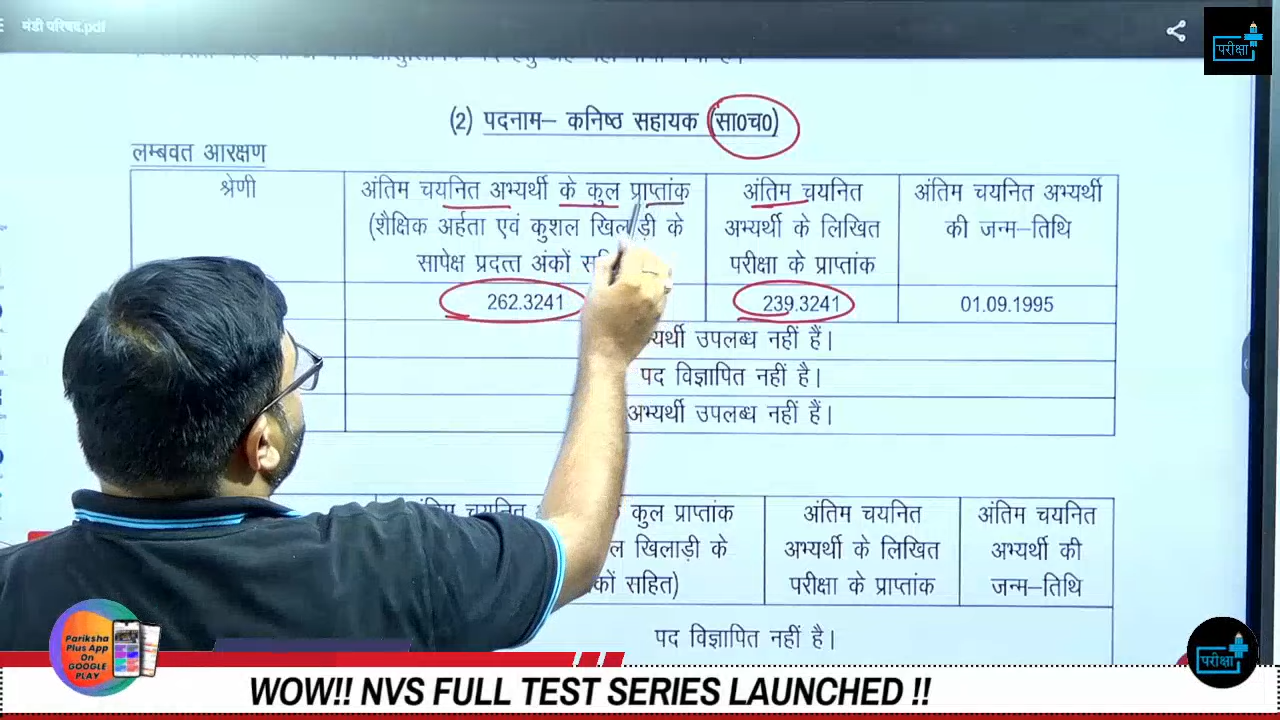 मंडी परिषद.pdf
परीक्षा
(2) पदनाम– कनिष्ठ सहायक (सा0च0)
लम्बवत आरक्षण
श्रेणी
अंतिम चयनित अभ्यर्थी के कुल प्राप्तांक
(शैक्षिक अर्हता एवं कुशल खिलाड़ी के
सापेक्ष प्रदत्त अंकों
अंतिम चयनित
अभ्यर्थी के लिखित
परीक्षा के प्राप्तांक
अंतिम चयनित अभ्यर्थी
की जन्म–तिथि
262.3241
239.3241
01.09.1995
उपलब्ध नहीं हैं।
पद विज्ञापित नहीं है।
अभ्यर्थी उपलब्ध नहीं हैं।
के कुल प्राप्तांक
खिलाड़ी के
सहित)
अंतिम चयनित
अभ्यर्थी के लिखित
परीक्षा के प्राप्तांक
अंतिम चयनित
अभ्यर्थी की
जन्म–तिथि
पद विज्ञापित नहीं है।
Pariksha
Plus App
On
GOOGLE
PLAY
परीक्षा
WOW!! NVS FULL TEST SERIES LAUNCHED !!